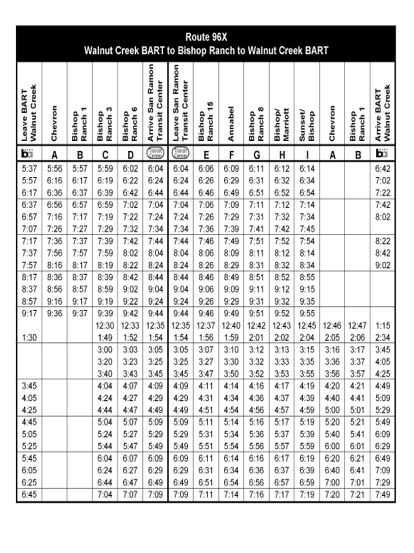 Route 96X
Walnut Creek BART to Bishop Ranch to Walnut Creek BART
Leave BART Walnut Creek
Chevron
Bishop Ranch 1
Bishop Ranch 3
Bishop Ranch 6
Arrive San Ramon Transit Center
Leave San Ramon Transit Center
Bishop Ranch 15
Annabel
Bishop Ranch 8
Bishop/ Marriott
Sunset/ Bishop
Chevron
Bishop Ranch 1
Arrive BART Walnut Creek
ba A B C D E F G H I A B ba
5:37 5:56 5:57 5:59 6:02 6:04 6:04 6:06 6:09 6:11 6:12 6:14 6:42
5:57 6:16 6:17 6:19 6:22 6:24 6:24 6:26 6:29 6:31 6:32 6:34 7:02
6:17 6:36 6:37 6:39 6:42 6:44 6:44 6:46 6:49 6:51 6:52 6:54 7:22
6:37 6:56 6:57 6:59 7:02 7:04 7:04 7:06 7:09 7:11 7:12 7:14 7:42
6:57 7:16 7:17 7:19 7:22 7:24 7:24 7:26 7:29 7:31 7:32 7:34 8:02
7:07 7:26 7:27 7:29 7:32 7:34 7:34 7:36 7:39 7:41 7:42 7:45
7:17 7:36 7:37 7:39 7:42 7:44 7:44 7:46 7:49 7:51 7:52 7:54 8:22
7:37 7:56 7:57 7:59 8:02 8:04 8:04 8:06 8:09 8:11 8:12 8:14 8:42
7:57 8:16 8:17 8:19 8:22 8:24 8:24 8:26 8:29 8:31 8:32 8:34 9:02
8:17 8:36 8:37 8:39 8:42 8:44 8:44 8:46 8:49 8:51 8:52 8:55
8:37 8:56 8:57 8:59 9:02 9:04 9:04 9:06 9:09 9:11 9:12 9:15
8:57 9:16 9:17 9:19 9:22 9:24 9:24 9:26 9:29 9:31 9:32 9:35
9:17 9:36 9:37 9:39 9:42 9:44 9:44 9:46 9:49 9:51 9:52 9:55
12:30 12:33 12:35 12:35 12:37 12:40 12:42 12:43 12:45 12:46 12:47 1:15
1:30 1:49 1:52 1:54 1:54 1:56 1:59 2:01 2:02 2:04 2:05 2:06 2:34
3:00 3:03 3:05 3:05 3:07 3:10 3:12 3:13 3:15 3:16 3:17 3:45
3:20 3:23 3:25 3:25 3:27 3:30 3:32 3:33 3:35 3:36 3:37 4:05
3:40 3:43 3:45 3:45 3:47 3:50 3:52 3:53 3:55 3:56 3:57 4:25
3:45 4:04 4:07 4:09 4:09 4:11 4:14 4:16 4:17 4:19 4:20 4:21 4:49
4:05 4:24 4:27 4:29 4:29 4:31 4:34 4:36 4:37 4:39 4:40 4:41 5:09
4:25 4:44 4:47 4:49 4:49 4:51 4:54 4:56 4:57 4:59 5:00 5:01 5:29
4:45 5:04 5:07 5:09 5:09 5:11 5:14 5:16 5:17 5:19 5:20 5:21 5:49
5:05 5:24 5:27 5:29 5:29 5:31 5:34 5:36 5:37 5:39 5:40 5:41 6:09
5:25 5:44 5:47 5:49 5:49 5:51 5:54 5:56 5:57 5:59 6:00 6:01 6:29
5:45 6:04 6:07 6:09 6:09 6:11 6:14 6:16 6:17 6:19 6:20 6:21 6:49
6:05 6:24 6:27 6:29 6:29 6:31 6:34 6:36 6:37 6:39 6:40 6:41 7:09
6:25 6:44 6:47 6:49 6:49 6:51 6:54 6:56 6:57 6:59 7:00 7:01 7:29
6:45 7:04 7:07 7:09 7:09 7:11 7:14 7:16 7:17 7:19 7:20 7:21 7:49